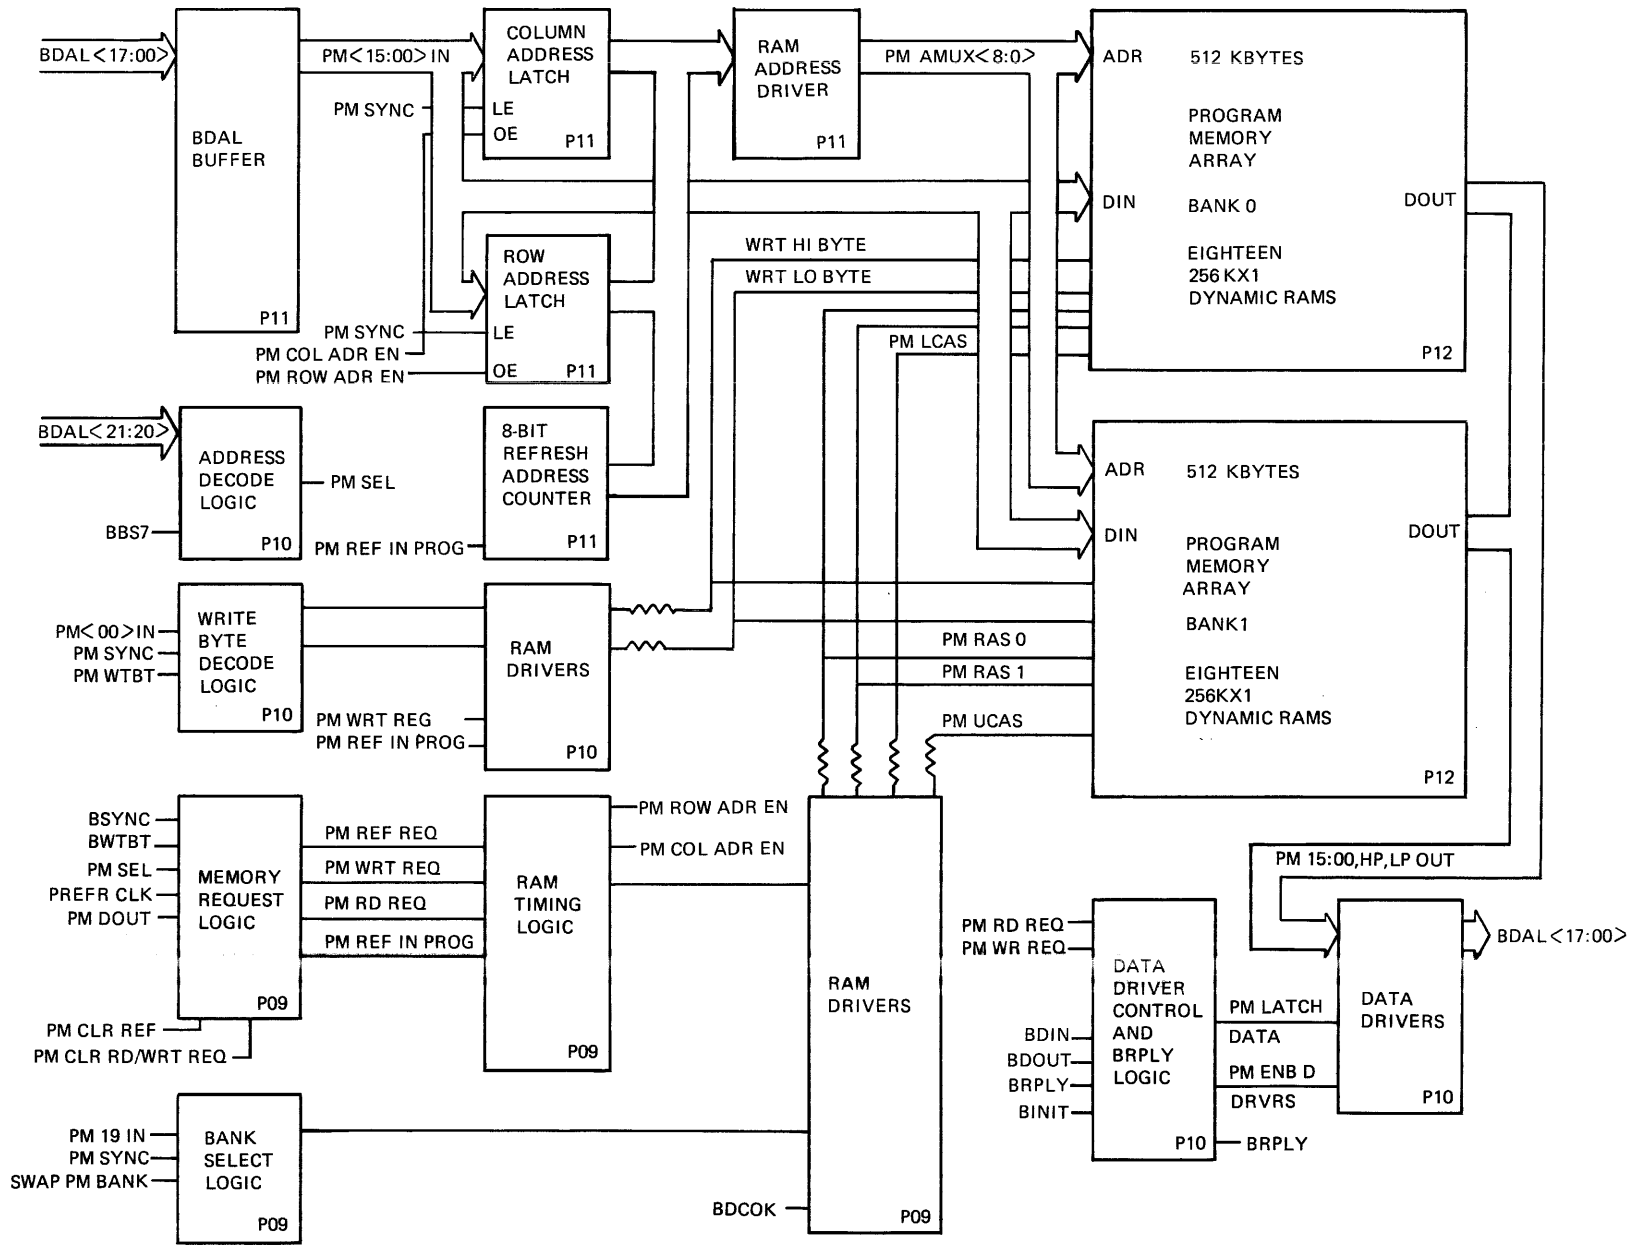 BDAL<17:00>
BDAL
BUFFER
P11
PM<15:00>IN
COLUMN
ADDRESS
LATCH
PM SYNC
LE
OE
P11
RAM
ADDRESS
DRIVER
P11
PM AMUX<8:0>
ADR
512 KBYTES
PROGRAM
MEMORY
ARRAY
DIN
BANK 0
DOUT
EIGHTEEN
256KX1
DYNAMIC RAMS
P12
ROW
ADDRESS
LATCH
PM SYNC
LE
PM COL ADR EN
PM ROW ADR EN
OE
P11
WRT HI BYTE
WRT LO BYTE
PM LCAS
BDAL<21:20>
ADDRESS
DECODE
LOGIC
PM SEL
BBS7
P10
8-BIT
REFRESH
ADDRESS
COUNTER
PM REF IN PROG
P11
ADR
512 KBYTES
DIN
DOUT
PROGRAM
MEMORY
ARRAY
BANK1
EIGHTEEN
256KX1
DYNAMIC RAMS
P12
PM<00>IN
PM SYNC
PM WTBT
WRITE
BYTE
DECODE
LOGIC
P10
RAM
DRIVERS
PM WRT REG
PM REF IN PROG
P10
PM RAS 0
PM RAS 1
PM UCAS
BSYNC
BWTBT
PM SEL
PREFR CLK
PM DOUT
MEMORY
REQUEST
LOGIC
P09
PM CLR REF
PM CLR RD/WRT REQ
PM REF REQ
PM WRT REQ
PM RD REQ
PM REF IN PROG
RAM
TIMING
LOGIC
P09
PM ROW ADR EN
PM COL ADR EN
RAM
DRIVERS
P09
BDCOK
PM 19 IN
PM SYNC
SWAP PM BANK
BANK
SELECT
LOGIC
P09
PM 15:00,HP,LP OUT
PM RD REQ
PM WR REQ
BDIN
BDOUT
BRPLY
BINIT
DATA
DRIVER
CONTROL
AND
BRPLY
LOGIC
P10
PM LATCH
DATA
PM ENB D
DRVRS
BRPLY
DATA
DRIVERS
P10
BDAL<17:00>